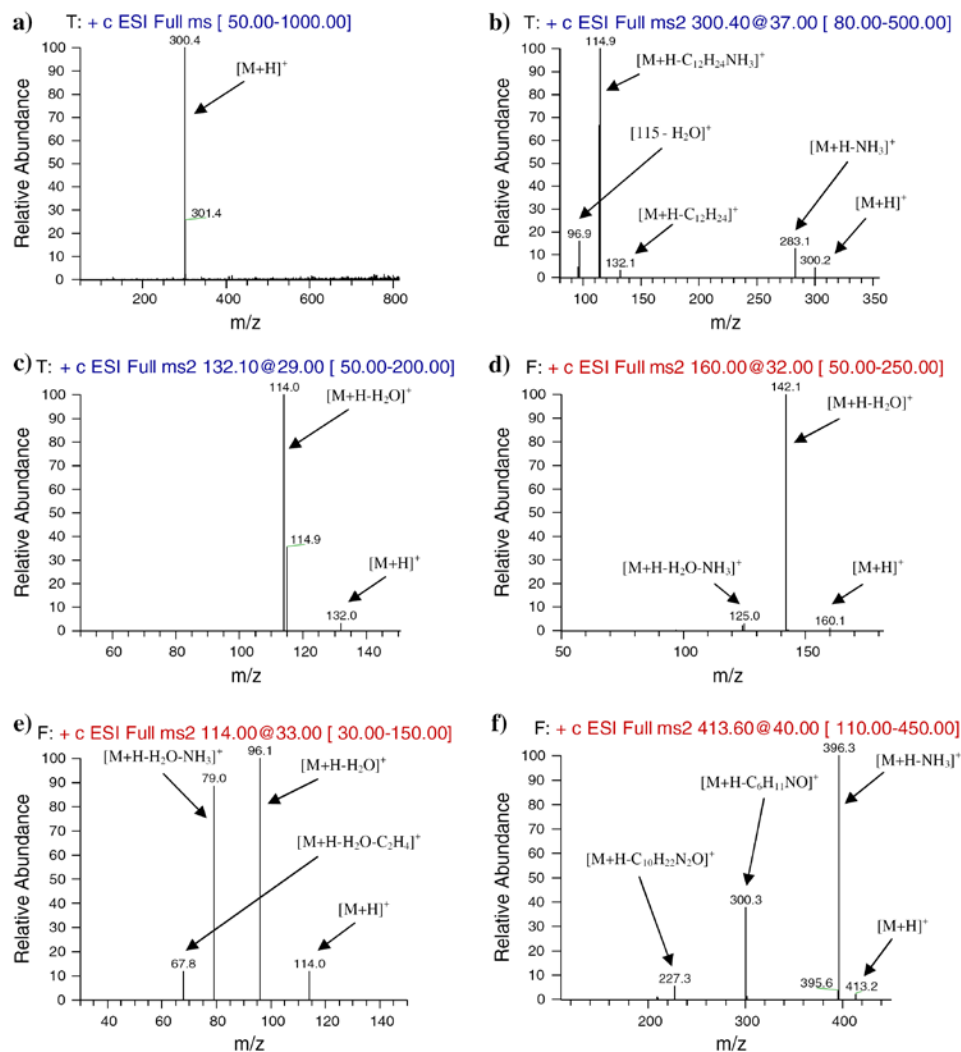 a)
T: + c ESI Full ms [ 50.00-1000.00]
300.4
[M+H]+
301.4
Relative Abundance
100
90
80
70
60
50
40
30
20
10
0
200 400 600 800
m/z
b)
T: + c ESI Full ms2 300.40@37.00 [ 80.00-500.00]
114.9
[M+H-C₁₂H₂₄NH₃]⁺
[115 - H₂O]⁺
[M+H-NH₃]⁺
[M+H-C₁₂H₂₄]⁺
[M+H]⁺
96.9
132.1
283.1
300.2
Relative Abundance
100
90
80
70
60
50
40
30
20
10
0
100 150 200 250 300 350
m/z
c)
T: + c ESI Full ms2 132.10@29.00 [ 50.00-200.00]
114.0
[M+H-H₂O]⁺
114.9
[M+H]⁺
132.0
Relative Abundance
100
90
80
70
60
50
40
30
20
10
0
60 80 100 120 140
m/z
d)
F: + c ESI Full ms2 160.00@32.00 [ 50.00-250.00]
142.1
[M+H-H₂O]⁺
[M+H-H₂O-NH₃]⁺
[M+H]⁺
125.0
160.1
Relative Abundance
100
90
80
70
60
50
40
30
20
10
0
50 100 150
m/z
e)
F: + c ESI Full ms2 114.00@33.00 [ 30.00-150.00]
[M+H-H₂O-NH₃]⁺
96.1
[M+H-H₂O]⁺
79.0
[M+H-H₂O-C₂H₄]⁺
[M+H]⁺
67.8
114.0
Relative Abundance
100
90
80
70
60
50
40
30
20
10
0
40 60 80 100 120 140
m/z
f)
F: + c ESI Full ms2 413.60@40.00 [ 110.00-450.00]
396.3
[M+H-NH₃]⁺
[M+H-C₆H₁₁NO]⁺
[M+H-C₁₀H₂₂N₂O]⁺
300.3
[M+H]⁺
227.3
395.6
413.2
Relative Abundance
100
90
80
70
60
50
40
30
20
10
0
200 300 400
m/z